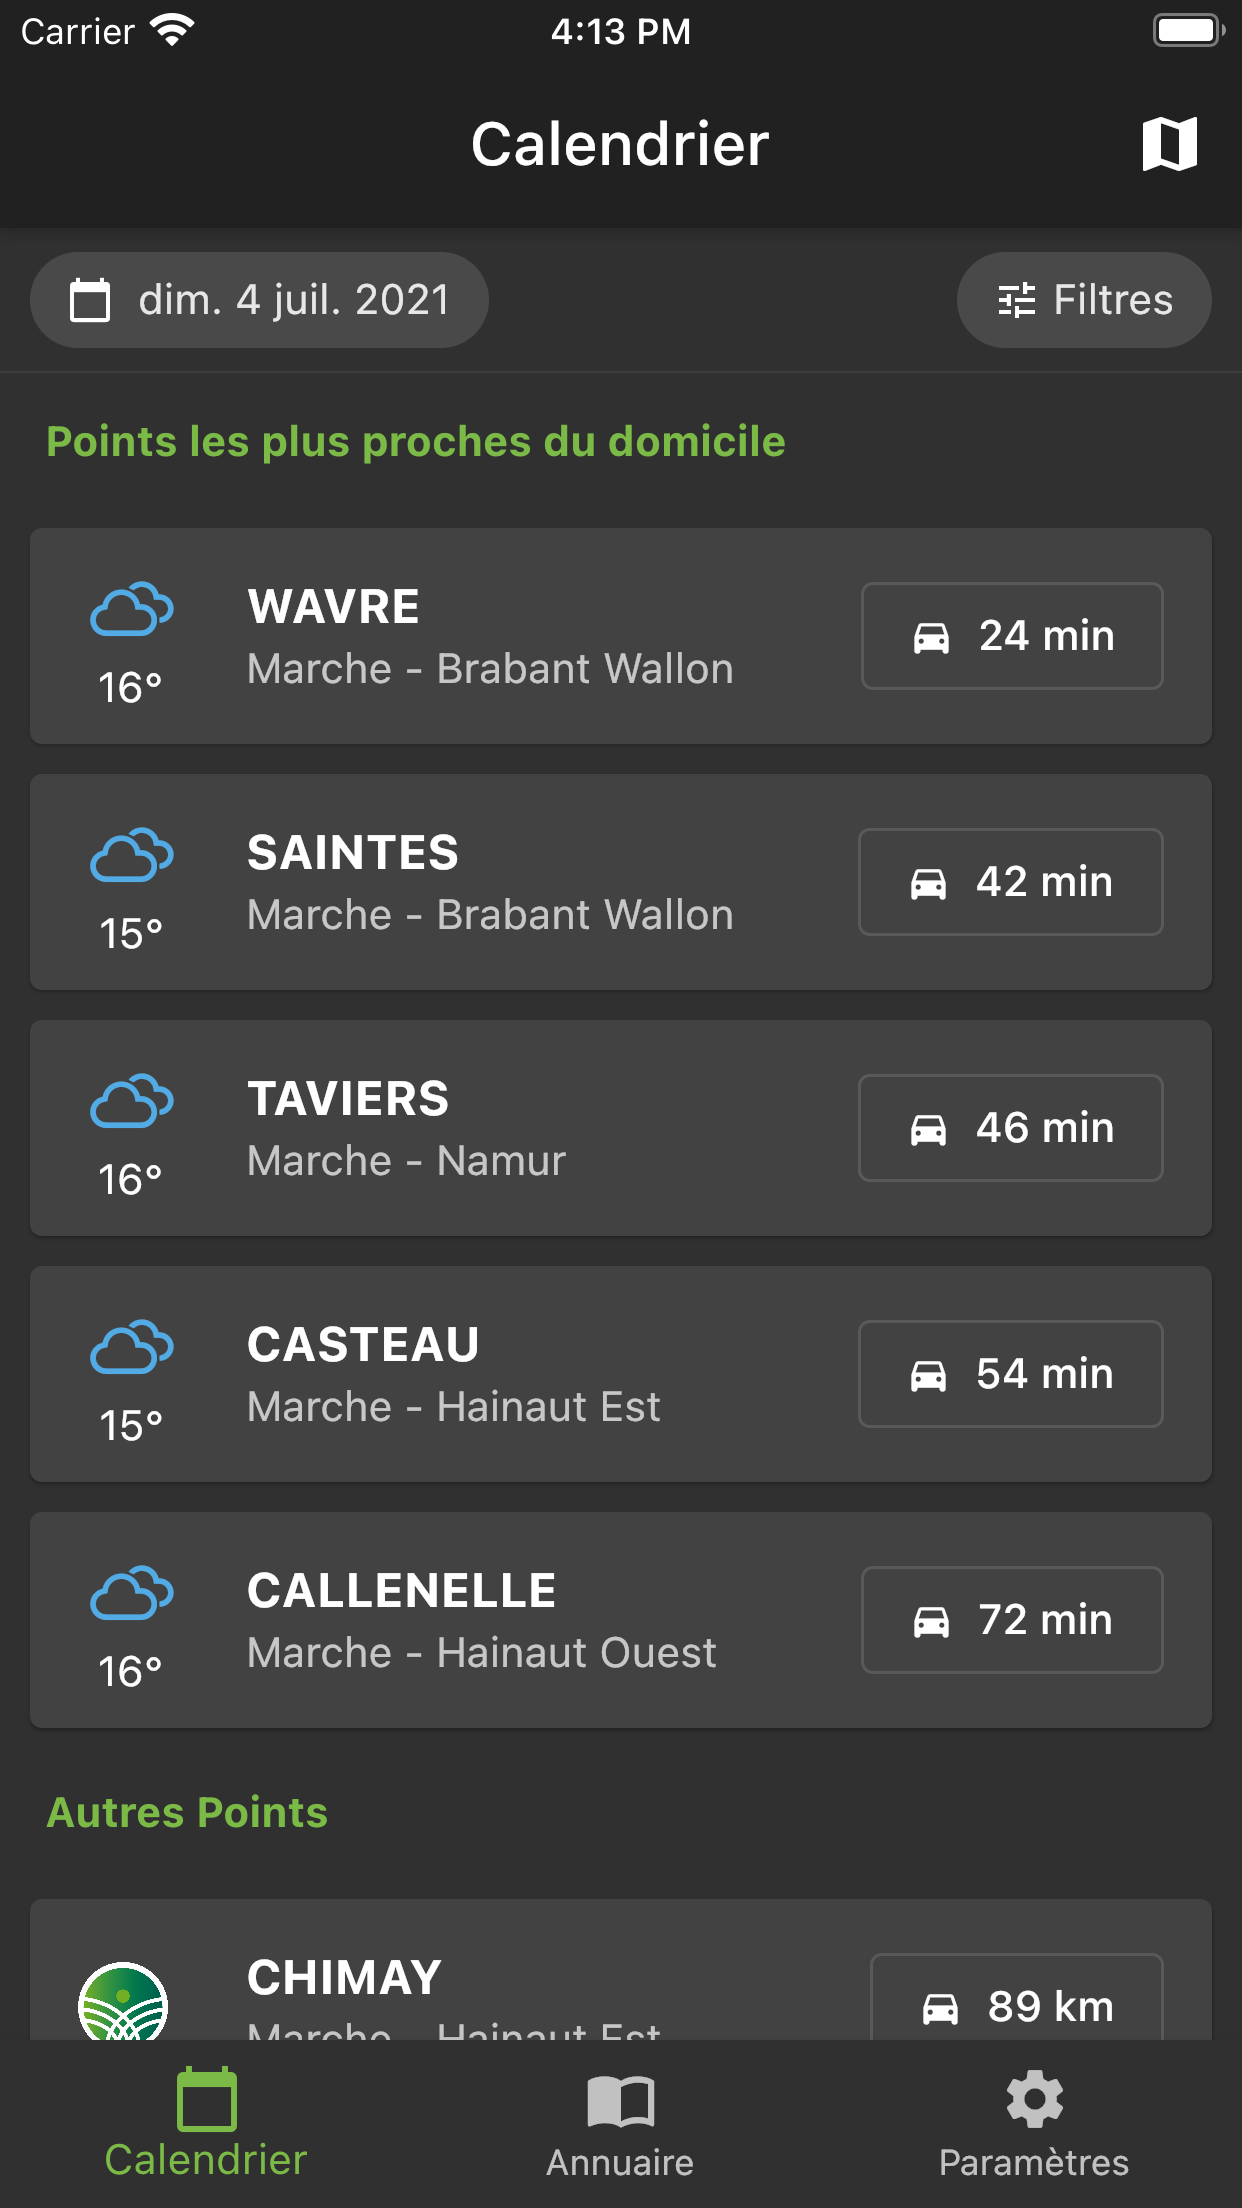 Carrier
4:13 PM
Calendrier
dim. 4 juil. 2021
Filtres
Points les plus proches du domicile
WAVRE
Marche - Brabant Wallon
16°
24 min
SAINTES
Marche - Brabant Wallon
15°
42 min
TAVIERS
Marche - Namur
16°
46 min
CASTEAU
Marche - Hainaut Est
15°
54 min
CALLENELLE
Marche - Hainaut Ouest
16°
72 min
Autres Points
CHIMAY
Marche - Hainaut Est
89 km
Calendrier
Annuaire
Paramètres